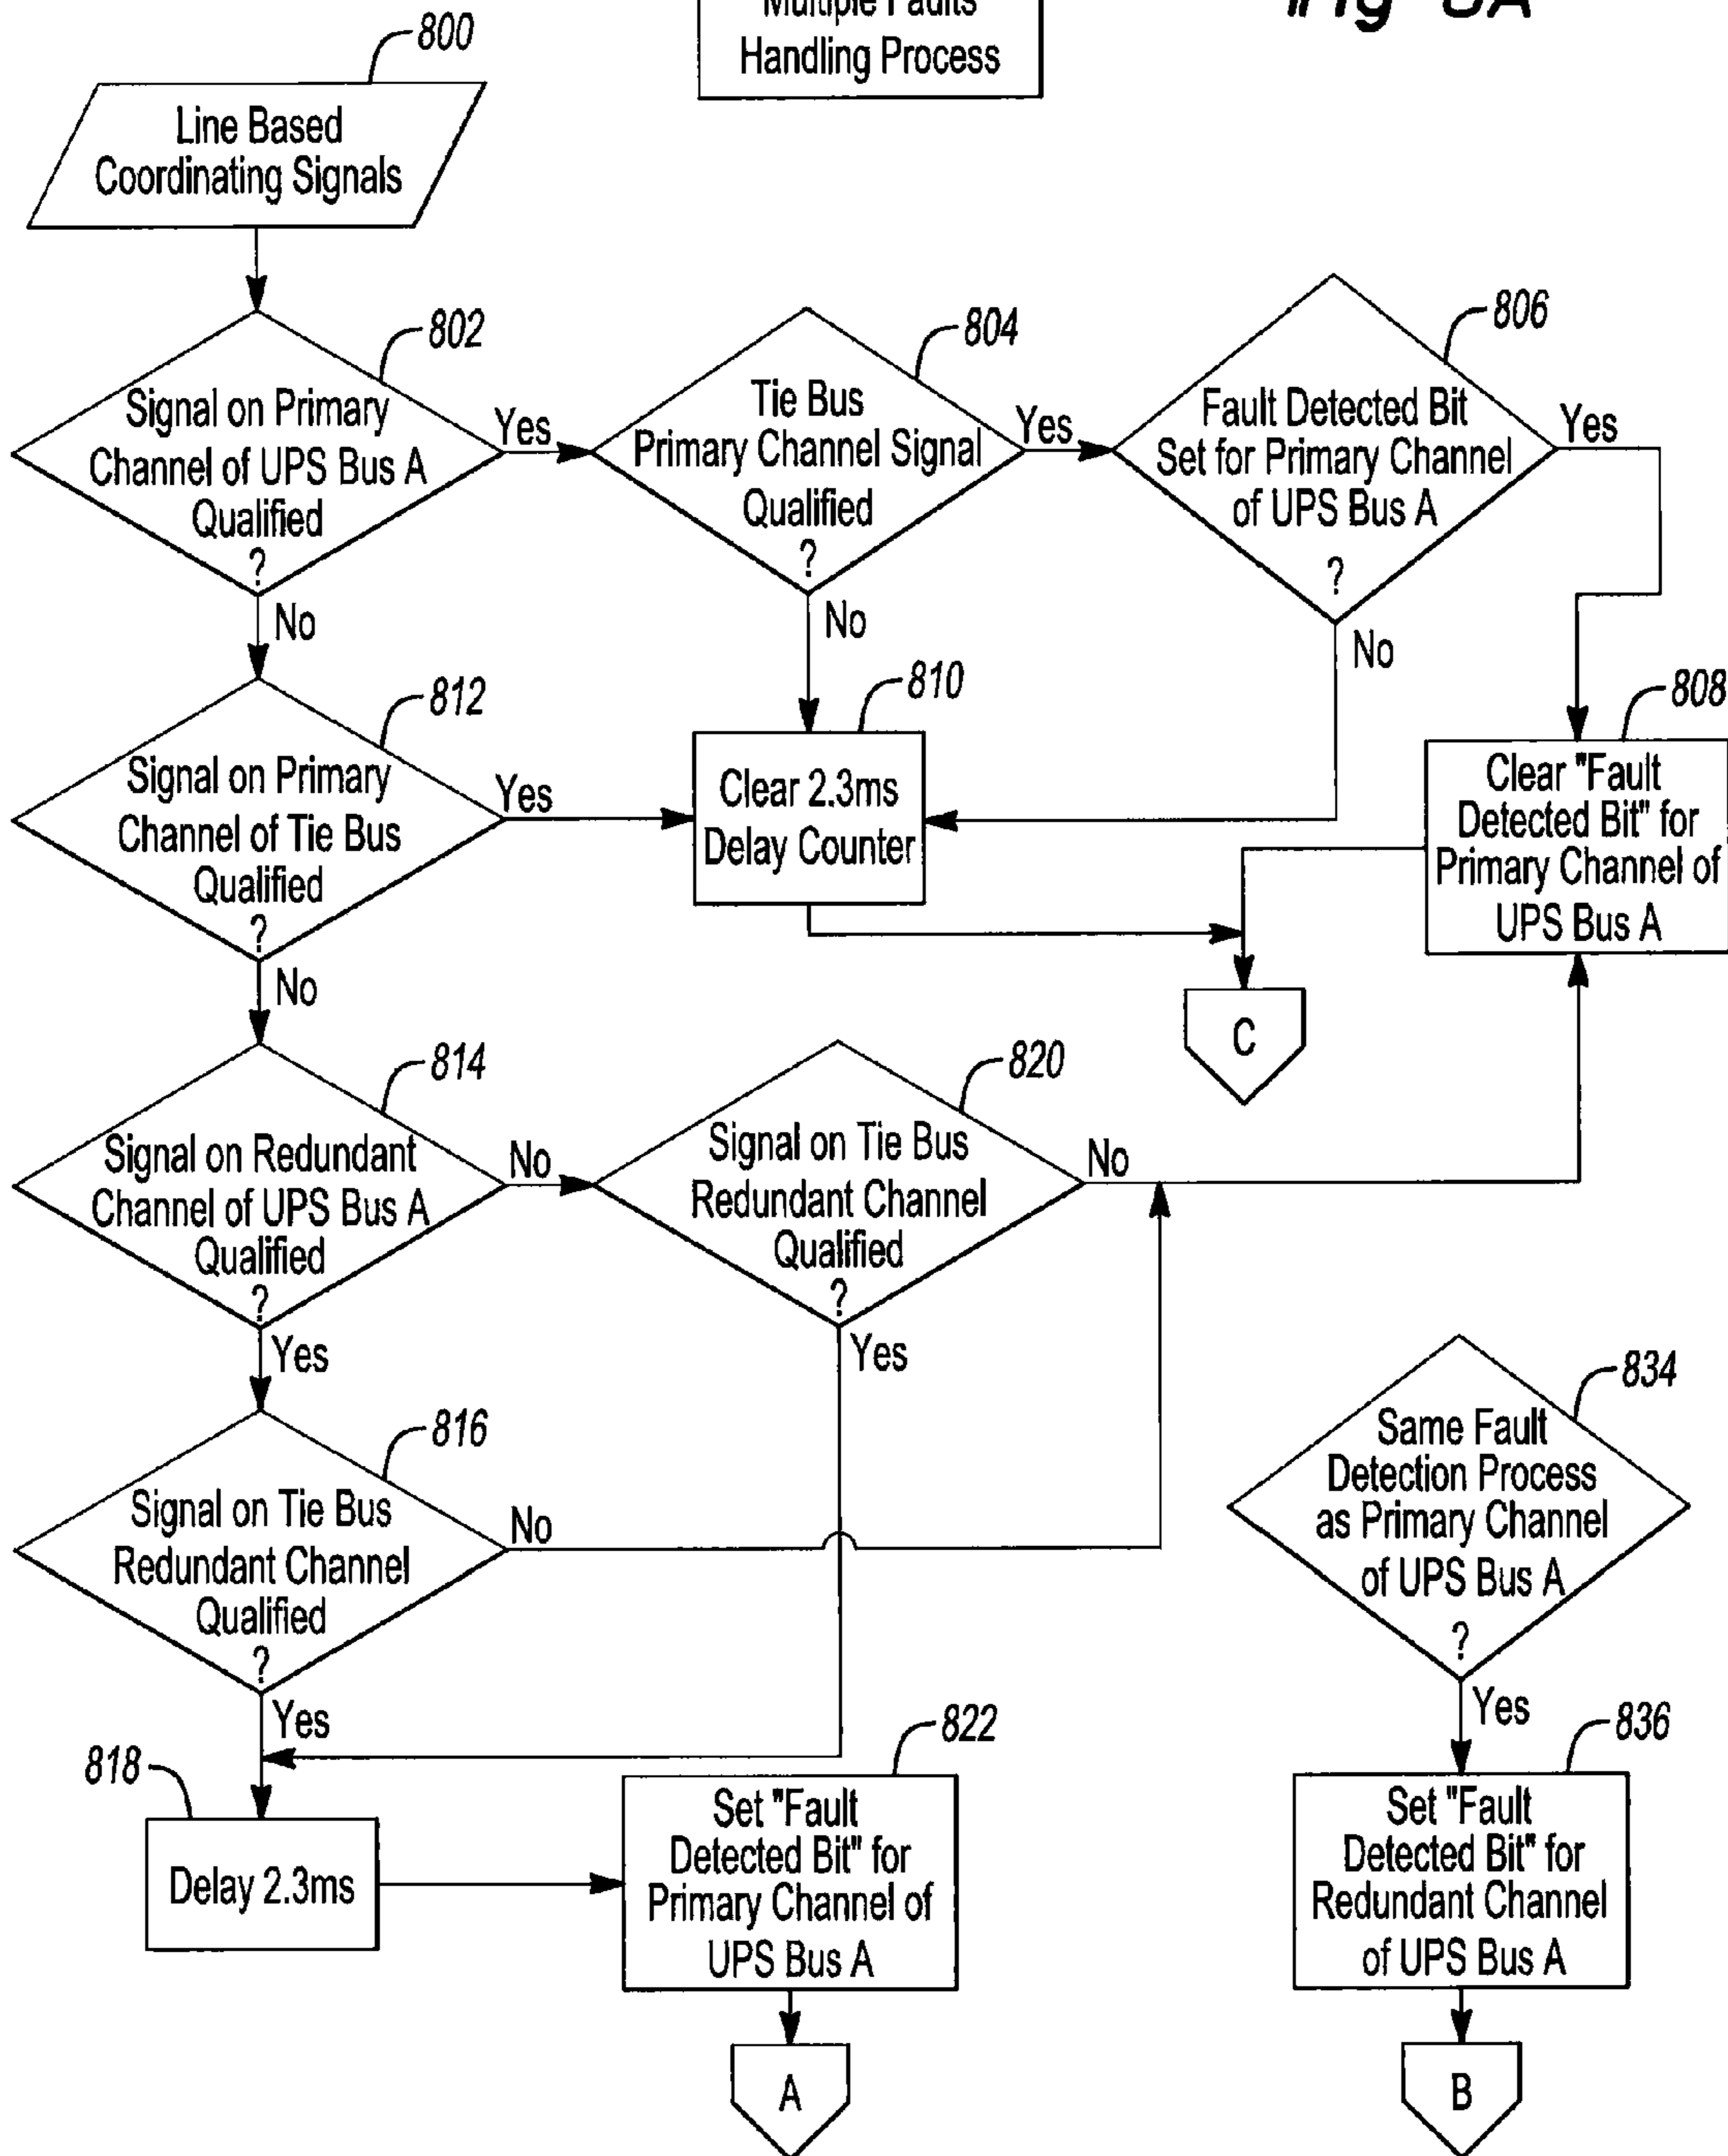 Multiple Faults
Handling Process
Fig 8A
800
Line Based
Coordinating Signals
802
Signal on Primary
Channel of UPS Bus A
Qualified
?
Yes
No
804
Tie Bus
Primary Channel Signal
Qualified
?
Yes
No
806
Fault Detected Bit
Set for Primary Channel
of UPS Bus A
?
Yes
No
808
Clear "Fault
Detected Bit" for
Primary Channel of
UPS Bus A
810
Clear 2.3ms
Delay Counter
812
Signal on Primary
Channel of Tie Bus
Qualified
?
Yes
No
C
814
Signal on Redundant
Channel of UPS Bus A
Qualified
?
No
Yes
820
Signal on Tie Bus
Redundant Channel
Qualified
?
No
Yes
816
Signal on Tie Bus
Redundant Channel
Qualified
?
No
Yes
834
Same Fault
Detection Process
as Primary Channel
of UPS Bus A
?
Yes
818
Delay 2.3ms
822
Set "Fault
Detected Bit" for
Primary Channel of
UPS Bus A
836
Set "Fault
Detected Bit" for
Redundant Channel
of UPS Bus A
A
B